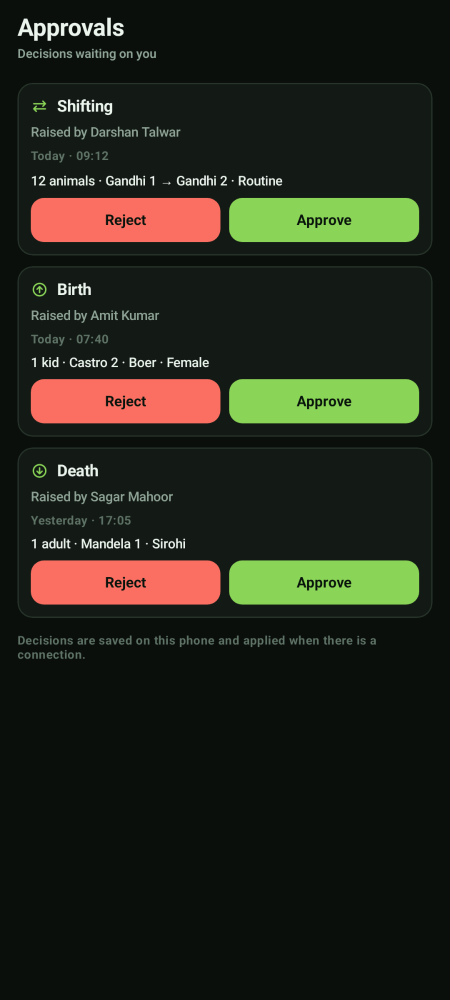 Approvals
Decisions waiting on you
Shifting
Raised by Darshan Talwar
Today · 09:12
12 animals · Gandhi 1 → Gandhi 2 · Routine
Reject
Approve
Birth
Raised by Amit Kumar
Today · 07:40
1 kid · Castro 2 · Boer · Female
Reject
Approve
Death
Raised by Sagar Mahoor
Yesterday · 17:05
1 adult · Mandela 1 · Sirohi
Reject
Approve
Decisions are saved on this phone and applied when there is a
connection.